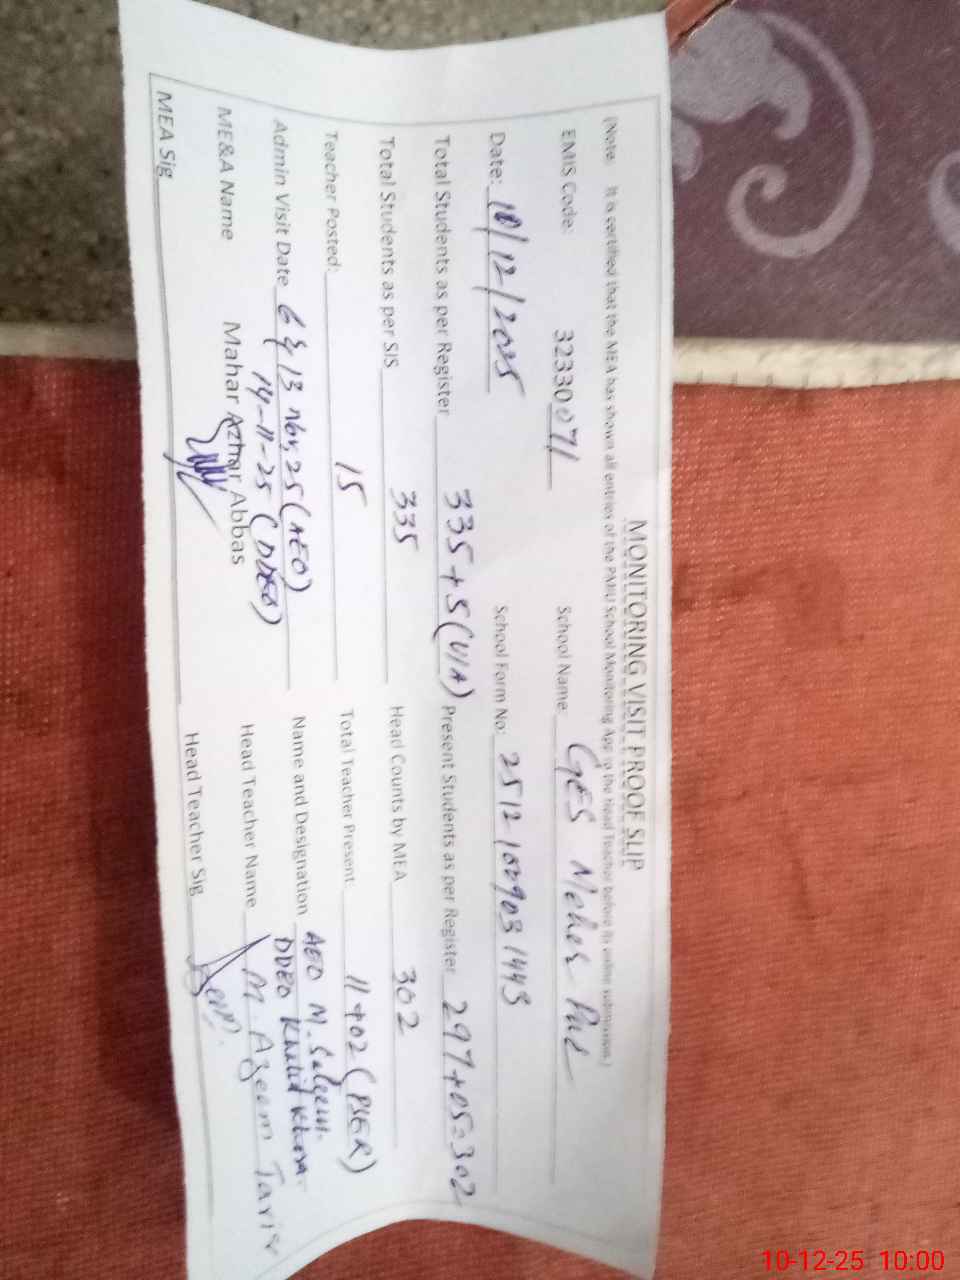 MONITORING VISIT PROOF SLIP
(Note: It is certified that the MEA has shown all entries of the PMIU School Monitoring App to the Head Teacher before its online submission.)
EMIS Code: 32330071 School Name: GES Meher Pur
Date: 10/12/2025 School Form No: 2512
Total Students as per Register 335+5(U/A) Present Students as per Register 297+05=302
Total Students as per SIS 335 Head Counts by MEA 302
Teacher Posted: 15 Total Teacher Present 11+02(PSER)
Admin Visit Date 6 & 13 Nov, 25 (AEO) Name and Designation AEO M. Saleem.
14-11-25 (DDEO) DDEO Khalid Khosa.
ME&A Name Mahar Azhar Abbas Head Teacher Name M. Azeem Tariq
MEA Sig Head Teacher Sig
10-12-25 10:00